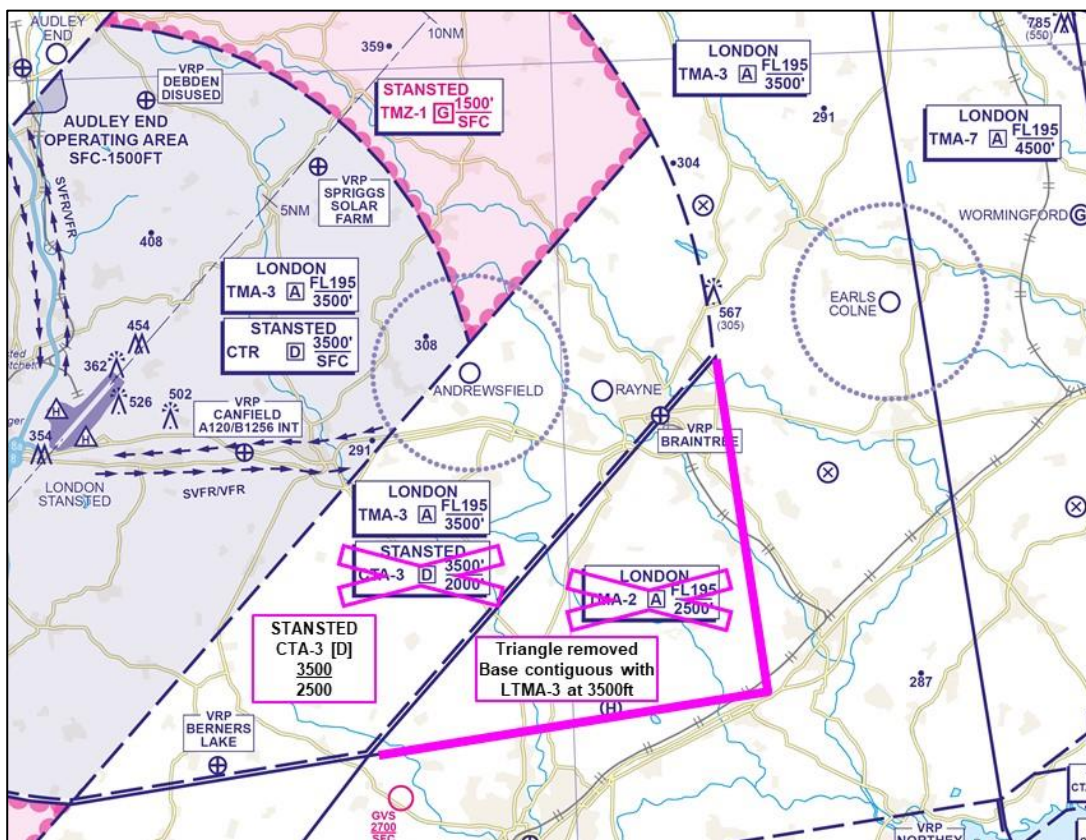 AUDLEY
END
10NM
359
785
(550)
VRP
DEBDEN
DISUSED
STANSTED
TMZ-1 G 1500'
SFC
LONDON
TMA-3 A FL195
3500'
291
LONDON
TMA-7 A FL195
4500'
AUDLEY END
OPERATING AREA
SFC-1500FT
SVFR/VFR
VRP
SPRIGGS
SOLAR
FARM
5NM
304
WORMINGFORD G
408
LONDON
TMA-3 A FL195
3500'
STANSTED
CTR D 3500'
SFC
EARLS
COLNE
567
(305)
454
362
526
502
308
ANDREWSFIELD
RAYNE
H
H
354
VRP
CANFIELD
A120/B1256 INT
VRP
BRAINTREE
291
LONDON
STANSTED
SVFR/VFR
LONDON
TMA-3 A FL195
3500'
STANSTED
CTA-3 D 3500'
2000'
LONDON
TMA-2 A FL195
2500'
STANSTED
CTA-3 [D]
3500
2500
Triangle removed
Base contiguous with
LTMA-3 at 3500ft
(H)
287
VRP
BERNERS
LAKE
GVS
2700
SFC
VRP
NORTHEY